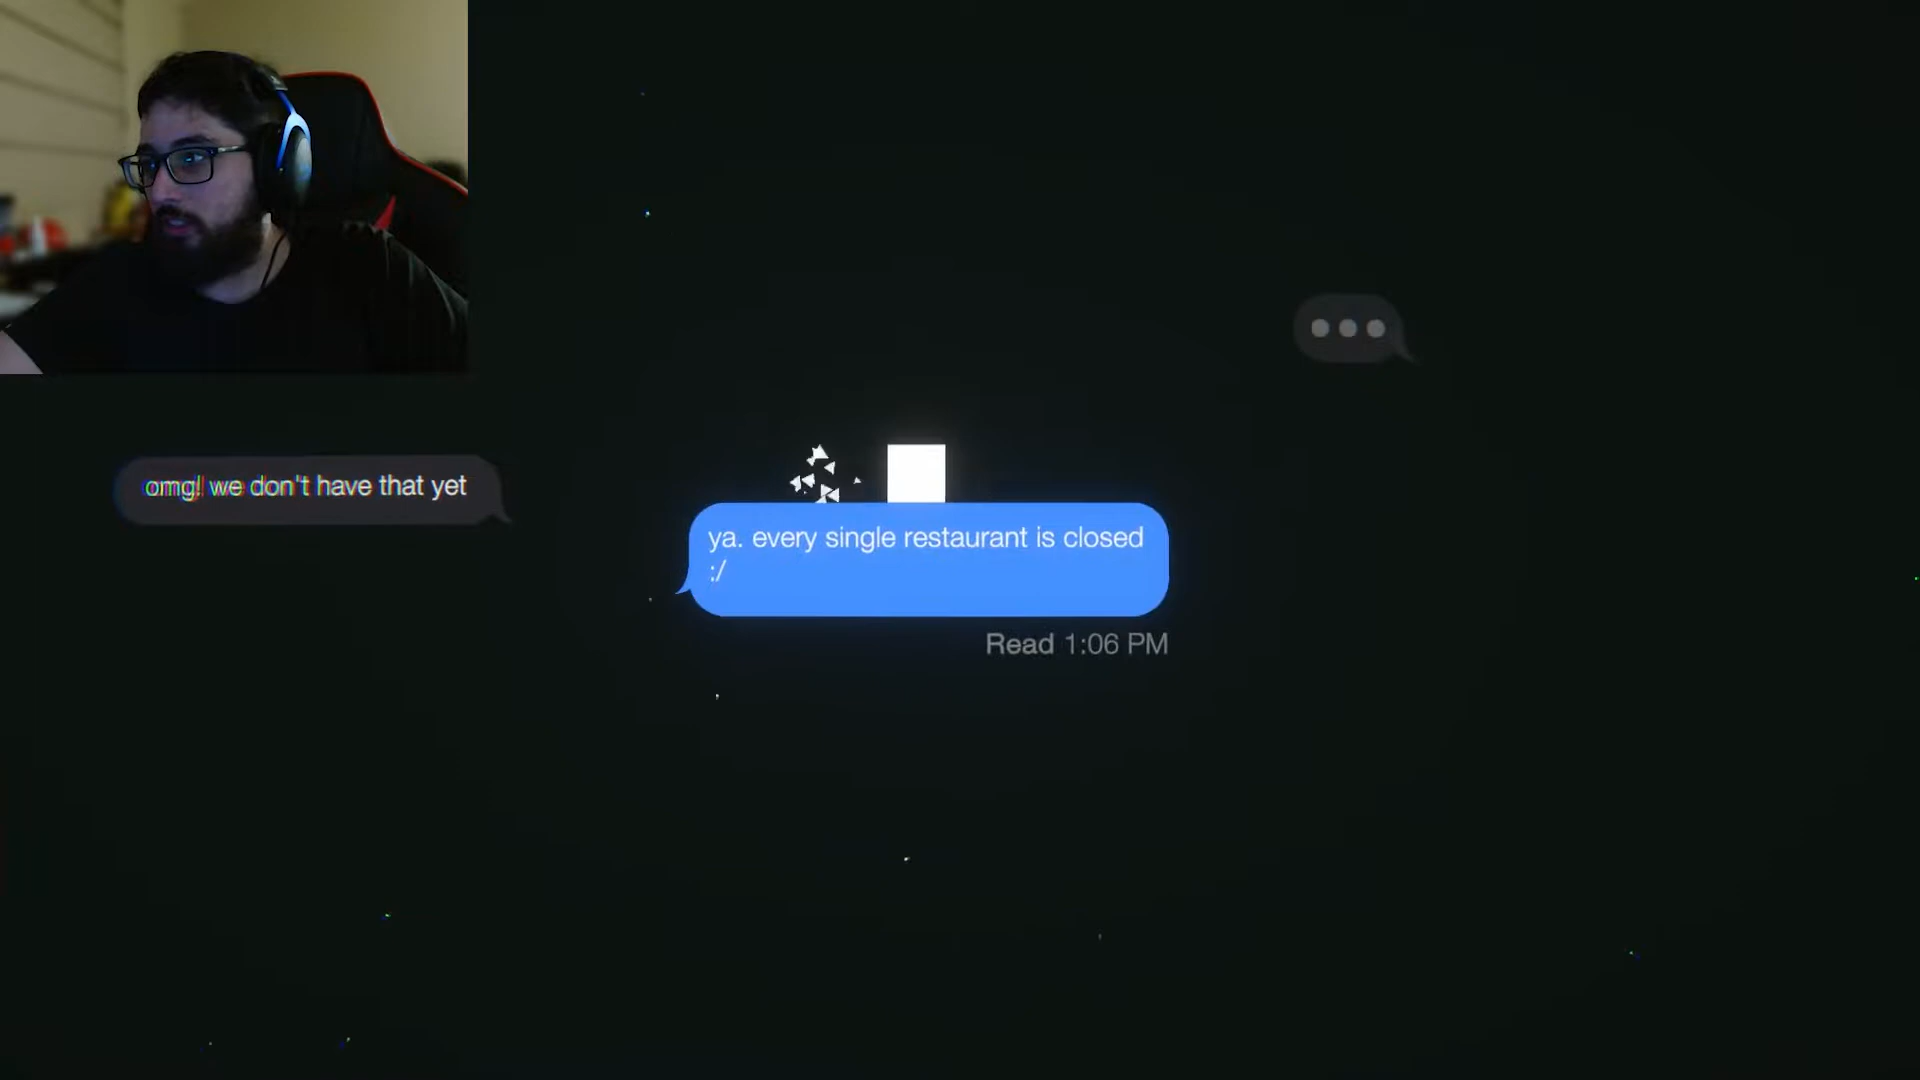 omg! we don't have that yet
ya. every single restaurant is closed
:/
Read 1:06 PM